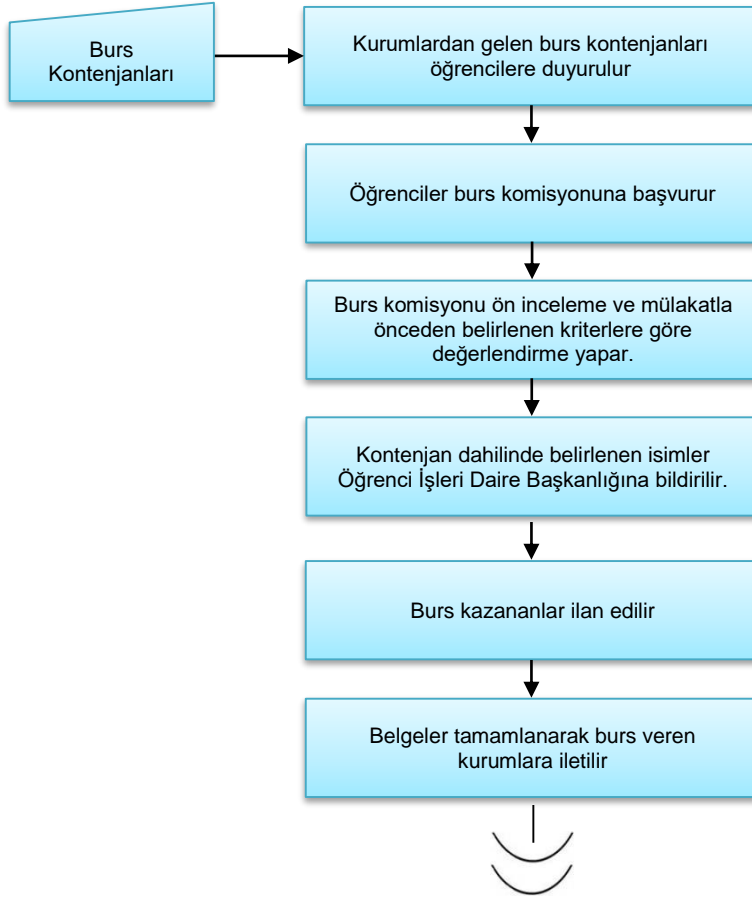 Burs
Kontenjanları
Kurumlardan gelen burs kontenjanları
öğrencilere duyurulur
Öğrenciler burs komisyonuna başvurur
Burs komisyonu ön inceleme ve mülakatla
önceden belirlenen kriterlere göre
değerlendirme yapar.
Kontenjan dahilinde belirlenen isimler
Öğrenci İşleri Daire Başkanlığına bildirilir.
Burs kazananlar ilan edilir
Belgeler tamamlanarak burs veren
kurumlara iletilir